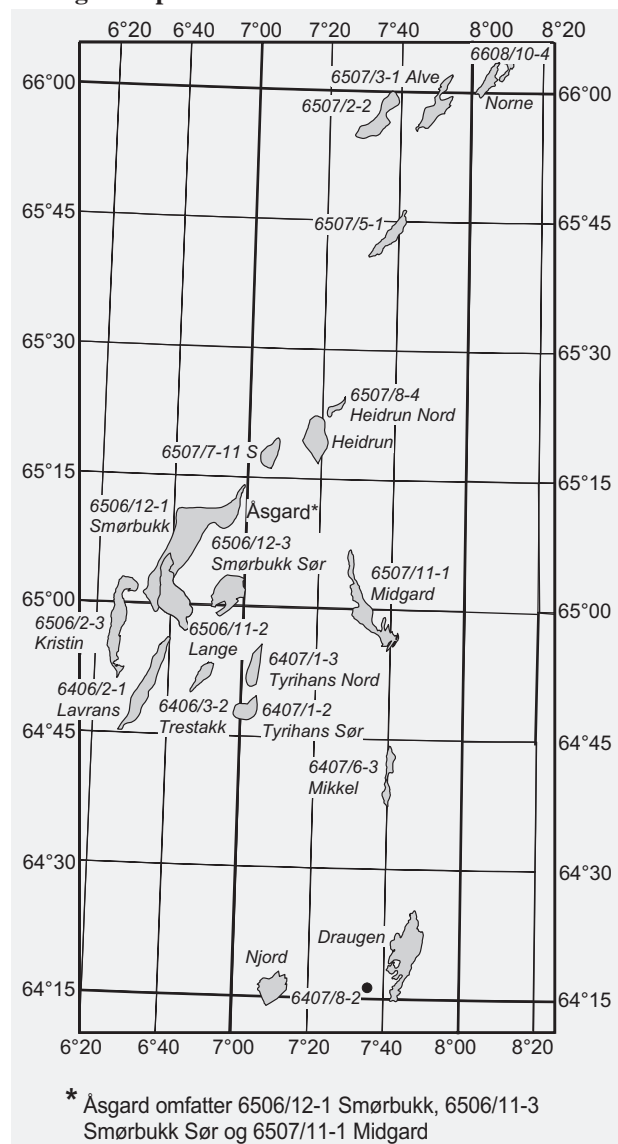 6°20 6°40 7°00 7°20 7°40 8°00 8°20
6608/10-4
6507/3-1 Alve
66°00
66°00
6507/2-2
Norne
65°45
65°45
6507/5-1
65°30
65°30
6507/8-4
Heidrun Nord
6507/7-11 S
Heidrun
65°15
65°15
6506/12-1
Smørbukk
Åsgard*
6506/12-3
Smørbukk Sør
6507/11-1
Midgard
65°00
65°00
6506/2-3
Kristin
6506/11-2
Lange
6407/1-3
Tyrihans Nord
6406/2-1
Lavrans
6406/3-2
Trestakk
6407/1-2
Tyrihans Sør
64°45
64°45
6407/6-3
Mikkel
64°30
64°30
Draugen
Njord
64°15
6407/8-2
64°15
6°20 6°40 7°00 7°20 7°40 8°00 8°20
* Åsgard omfatter 6506/12-1 Smørbukk, 6506/11-3
Smørbukk Sør og 6507/11-1 Midgard